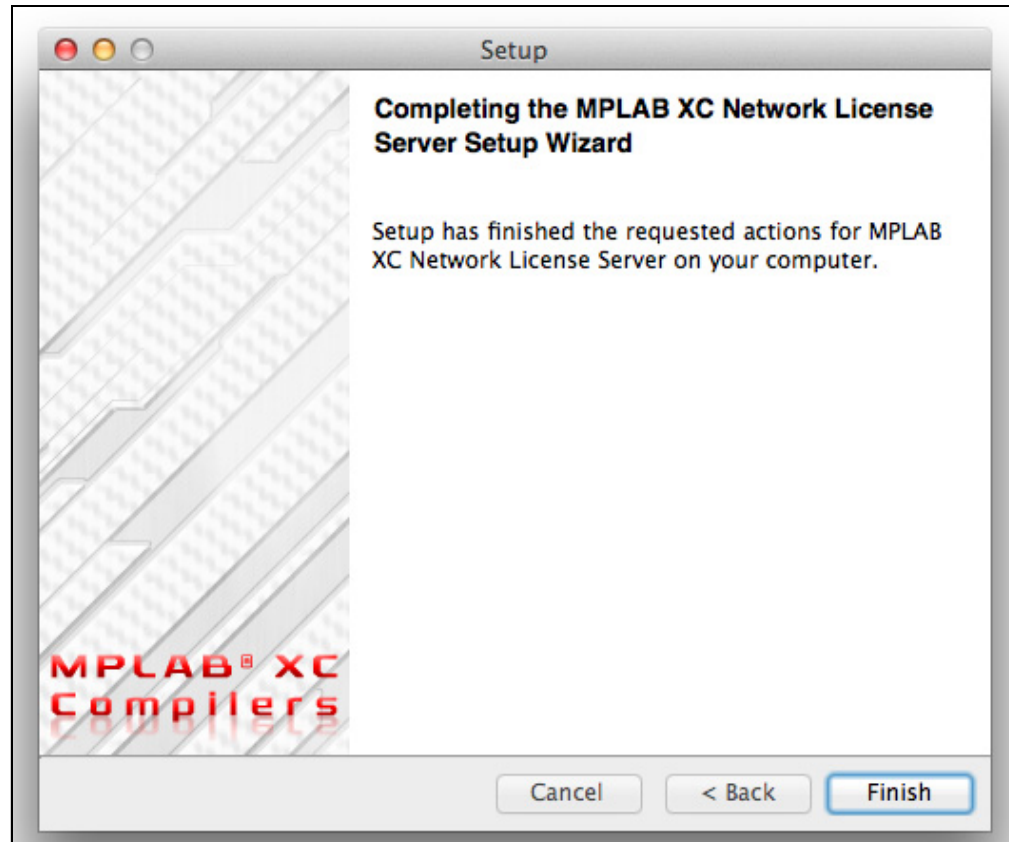 Setup
Completing the MPLAB XC Network License
Server Setup Wizard
Setup has finished the requested actions for MPLAB
XC Network License Server on your computer.
MPLAB® XC
Compilers
Cancel
< Back
Finish